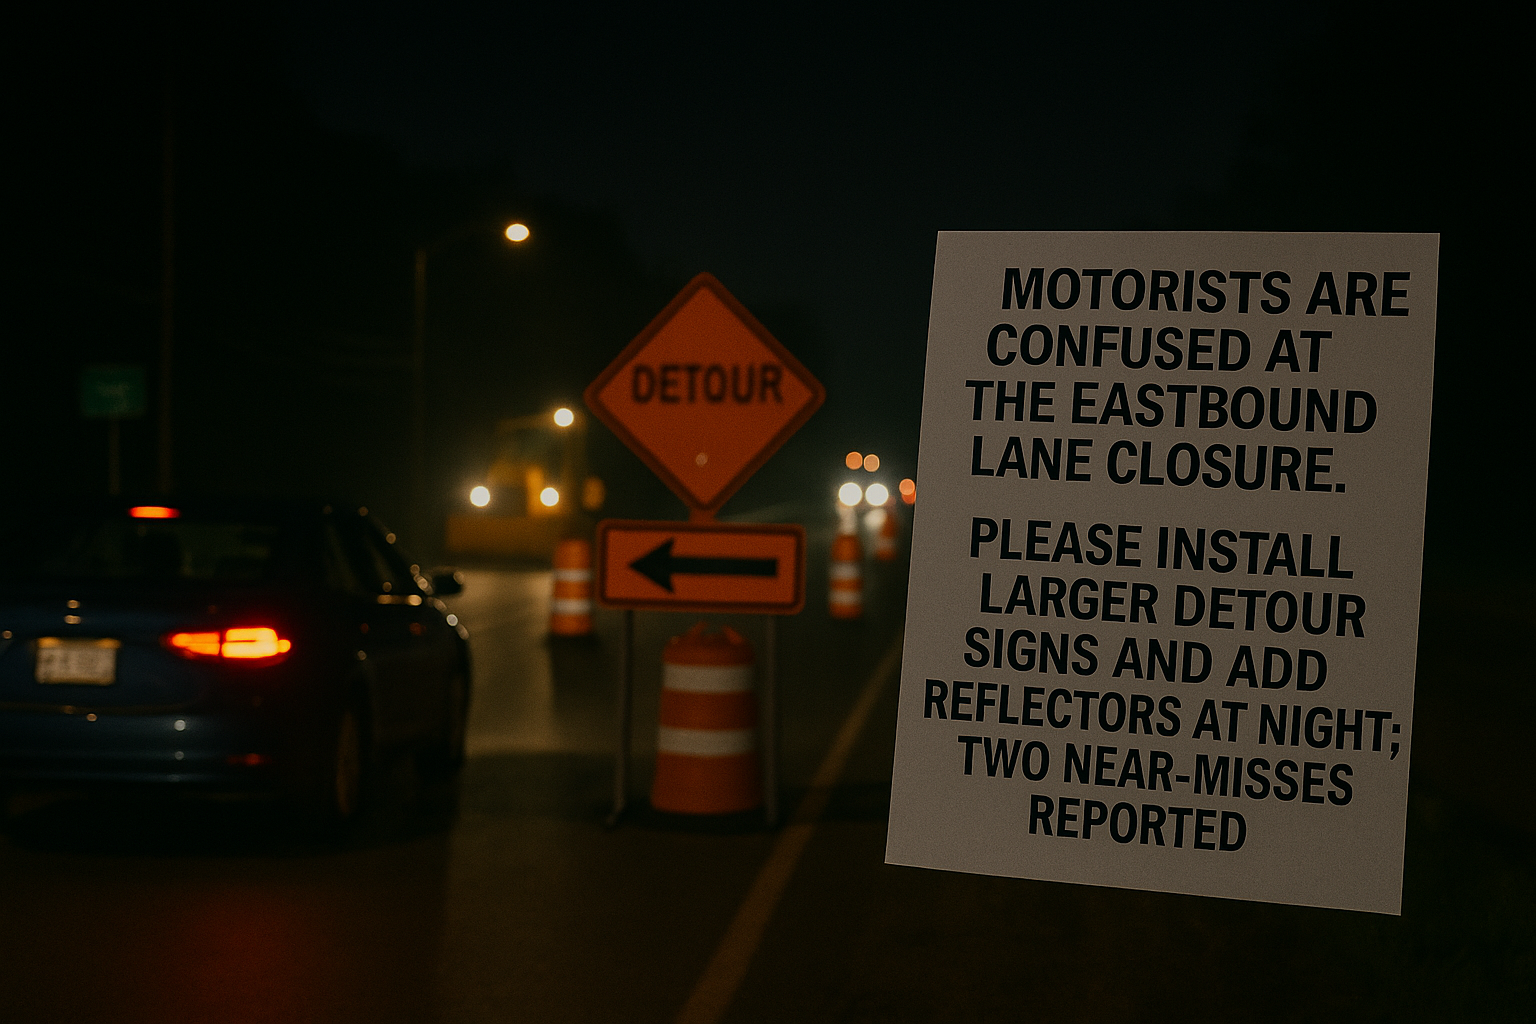 DETOUR
MOTORISTS ARE
CONFUSED AT
THE EASTBOUND
LANE CLOSURE.
PLEASE INSTALL
LARGER DETOUR
SIGNS AND ADD
REFLECTORS AT NIGHT;
TWO NEAR-MISSES
REPORTED